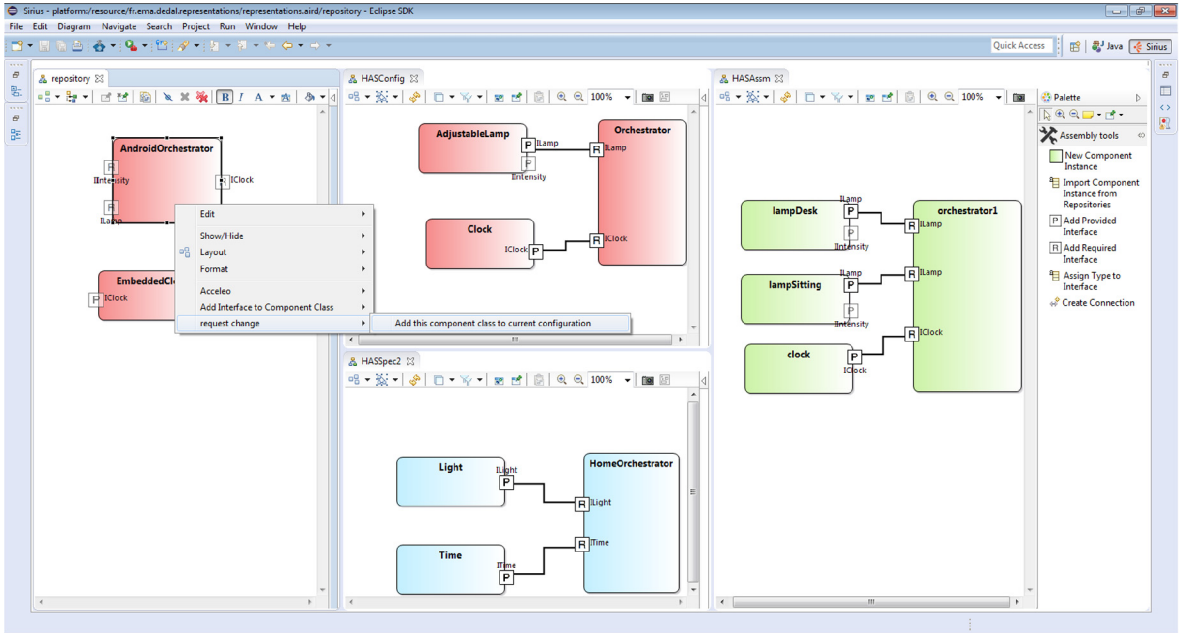 Sirius - platform:/resource/fr.ema.dedal.representations/representations.aird/repository - Eclipse SDK
File Edit Diagram Navigate Search Project Run Window Help
Quick Access
Java
Sirius
repository
B I A
AndroidOrchestrator
R
IIntensity
R IClock
R
ILamp
EmbeddedCl
P IClock
Edit
Show/Hide
Layout
Format
Acceleo
Add Interface to Component Class
request change
Add this component class to current configuration
HASConfig
100%
AdjustableLamp
P ILamp
P
IIntensity
Orchestrator
R ILamp
R IClock
Clock
IClock P
HASSpec2
100%
Light
ILight
P
HomeOrchestrator
R ILight
R ITime
Time
ITime
P
HASAssm
100%
lampDesk
ILamp
P
P
IIntensity
orchestrator1
R ILamp
R ILamp
R IClock
lampSitting
ILamp
P
P
IIntensity
clock
P
IClock
Palette
Assembly tools
New Component
Instance
Import Component
Instance from
Repositories
P Add Provided
Interface
R Add Required
Interface
Assign Type to
Interface
Create Connection